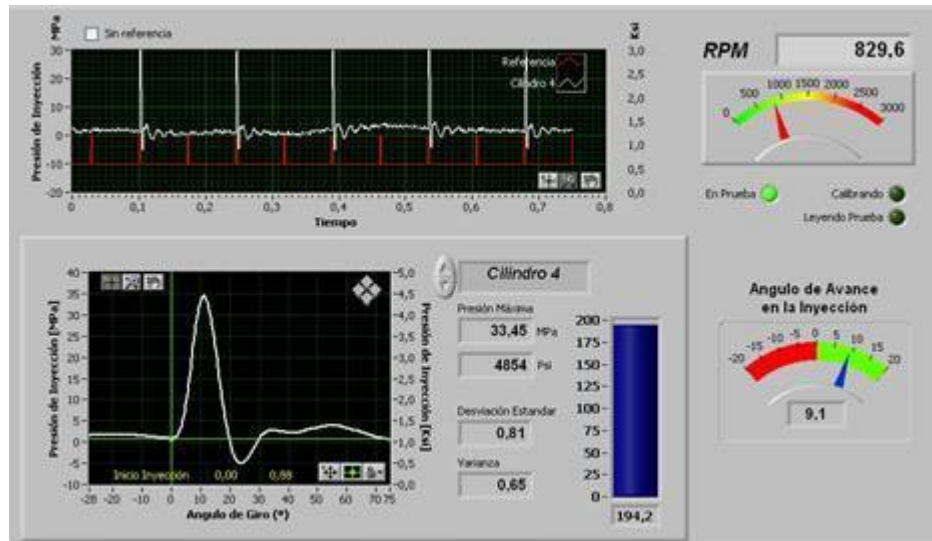 Sin referencia
MPa
Ksi
Presión de Inyección
30
20
10
0
-10
-20
3,0
2,5
2,0
1,5
1,0
0,5
0,0
Referencia
Cilindro 4
0 0,1 0,2 0,3 0,4 0,5 0,6 0,7 0,8
Tiempo
RPM 829,6
0 500 1000 1500 2000 2500 3000
En Prueba Calibrando
Leyendo Prueba
Presión de Inyección [MPa]
40
35
30
25
20
15
10
5
0
-5
-10
-5,0
-4,5
-4,0
-3,5
-3,0
-2,5
-2,0
-1,5
-1,0
-0,5
-0,0
Presión de Inyección [Ksi]
Inicio Inyección 0,00 0,88
-28 -20 -10 0 10 20 30 40 50 60 70 75
Angulo de Giro (°)
Cilindro 4
Presión Máxima
33,45 MPa
4854 Psi
Desviación Estandar
0,81
Varianza
0,65
200
175
150
125
100
75
50
25
0
194,2
Angulo de Avance
en la Inyección
-20 -15 -10 -5 0 5 10 15 20
9.1